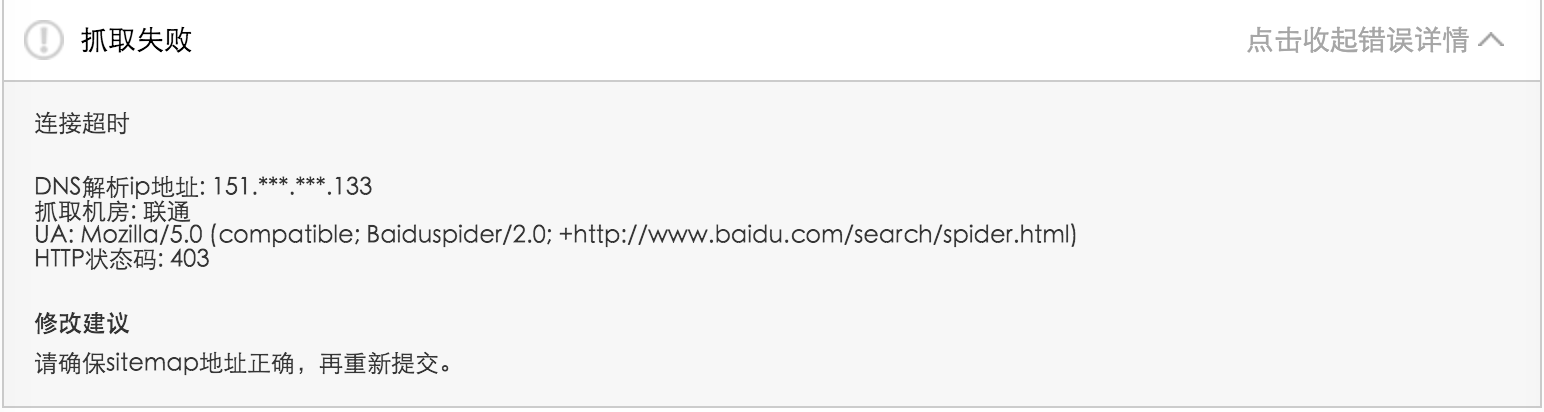 抓取失败
点击收起错误详情
连接超时
DNS解析ip地址: 151.***.***.133
抓取机房: 联通
UA: Mozilla/5.0 (compatible; Baiduspider/2.0; +http://www.baidu.com/search/spider.html)
HTTP状态码: 403
修改建议
请确保sitemap地址正确，再重新提交。